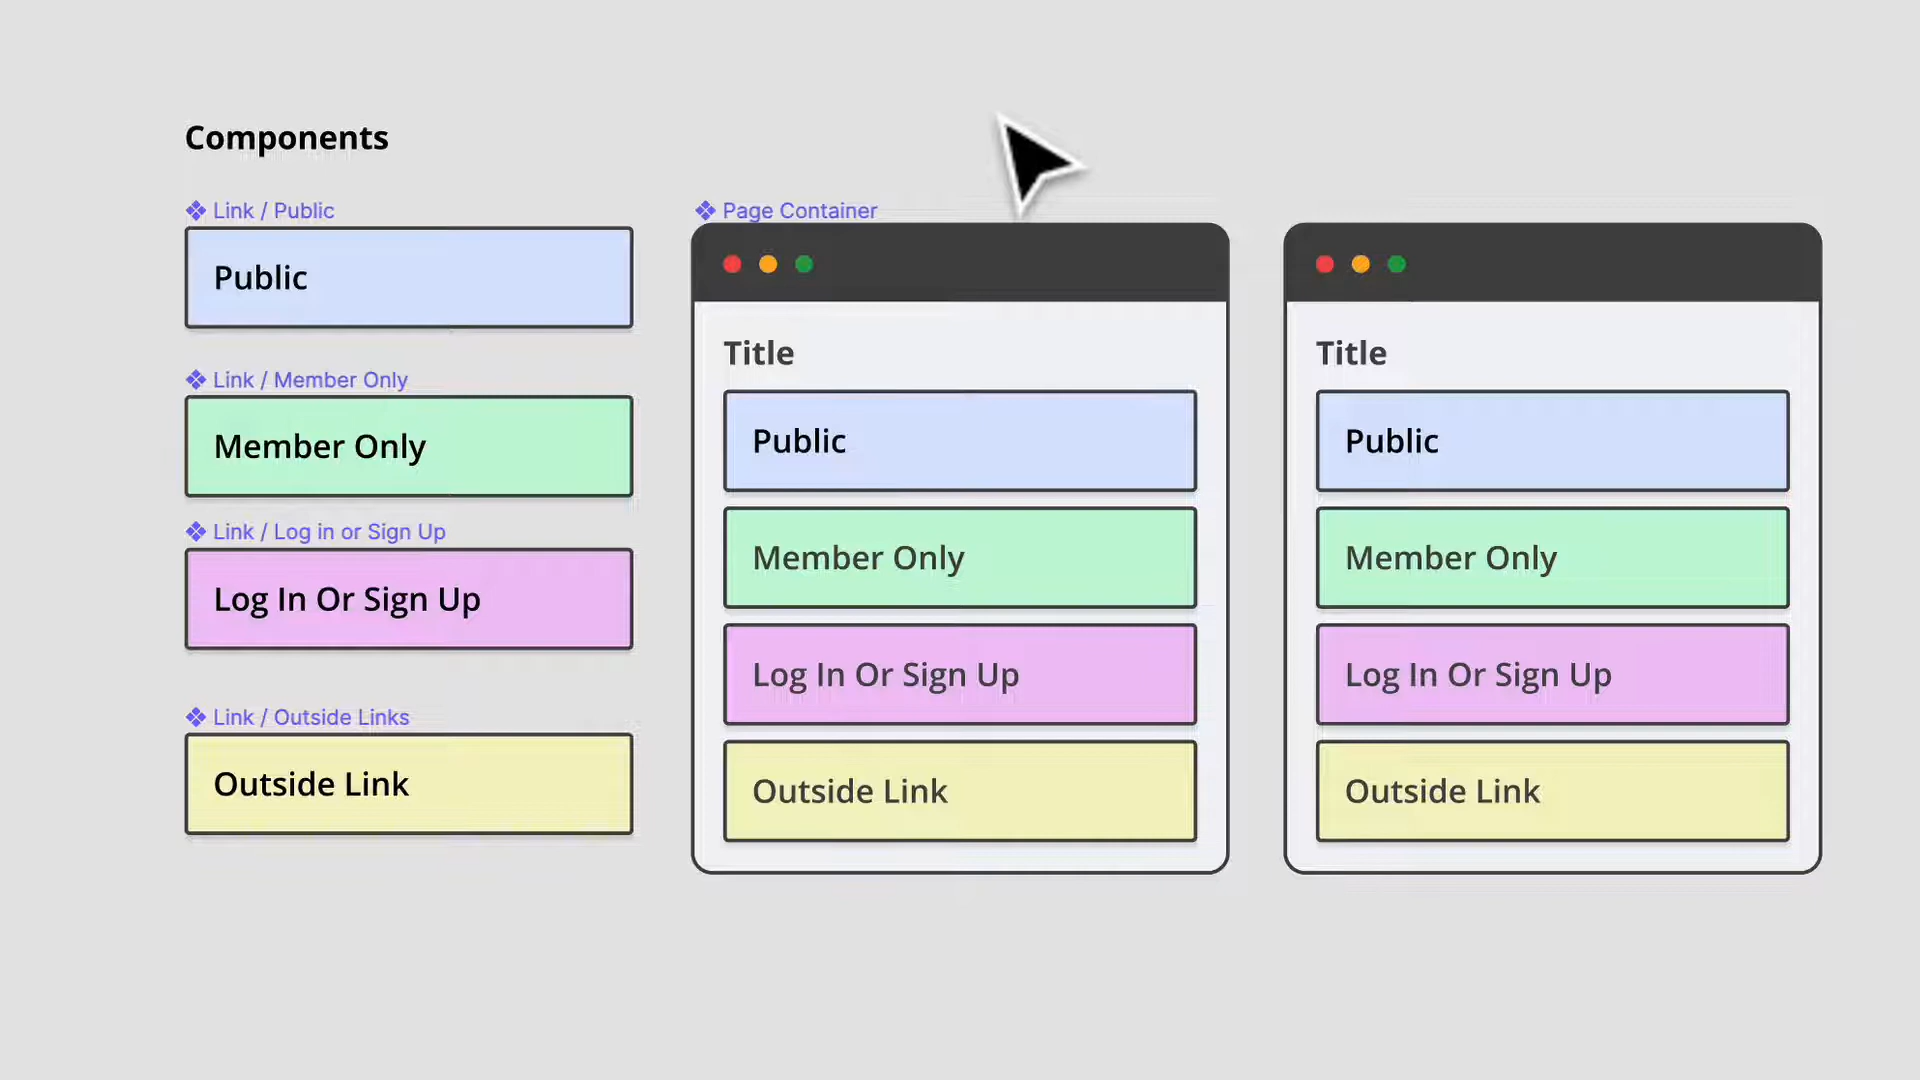 Components
Link / Public
Public
Link / Member Only
Member Only
Link / Log in or Sign Up
Log In Or Sign Up
Link / Outside Links
Outside Link
Page Container
Title
Public
Member Only
Log In Or Sign Up
Outside Link
Title
Public
Member Only
Log In Or Sign Up
Outside Link